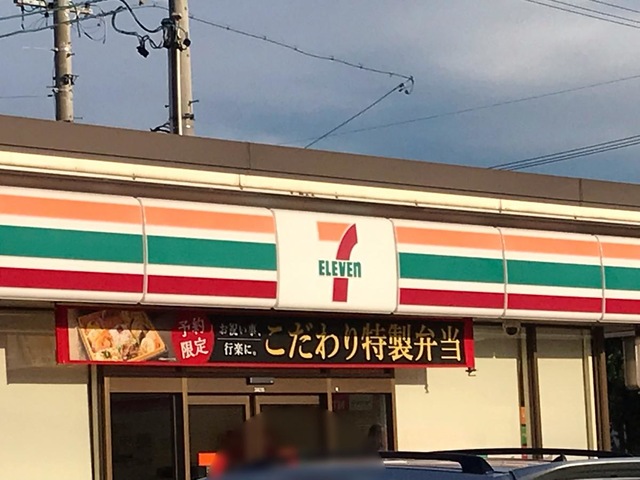 7
ELEVEN
予約
限定
お祝い事、
行楽に。
こだわり特製弁当